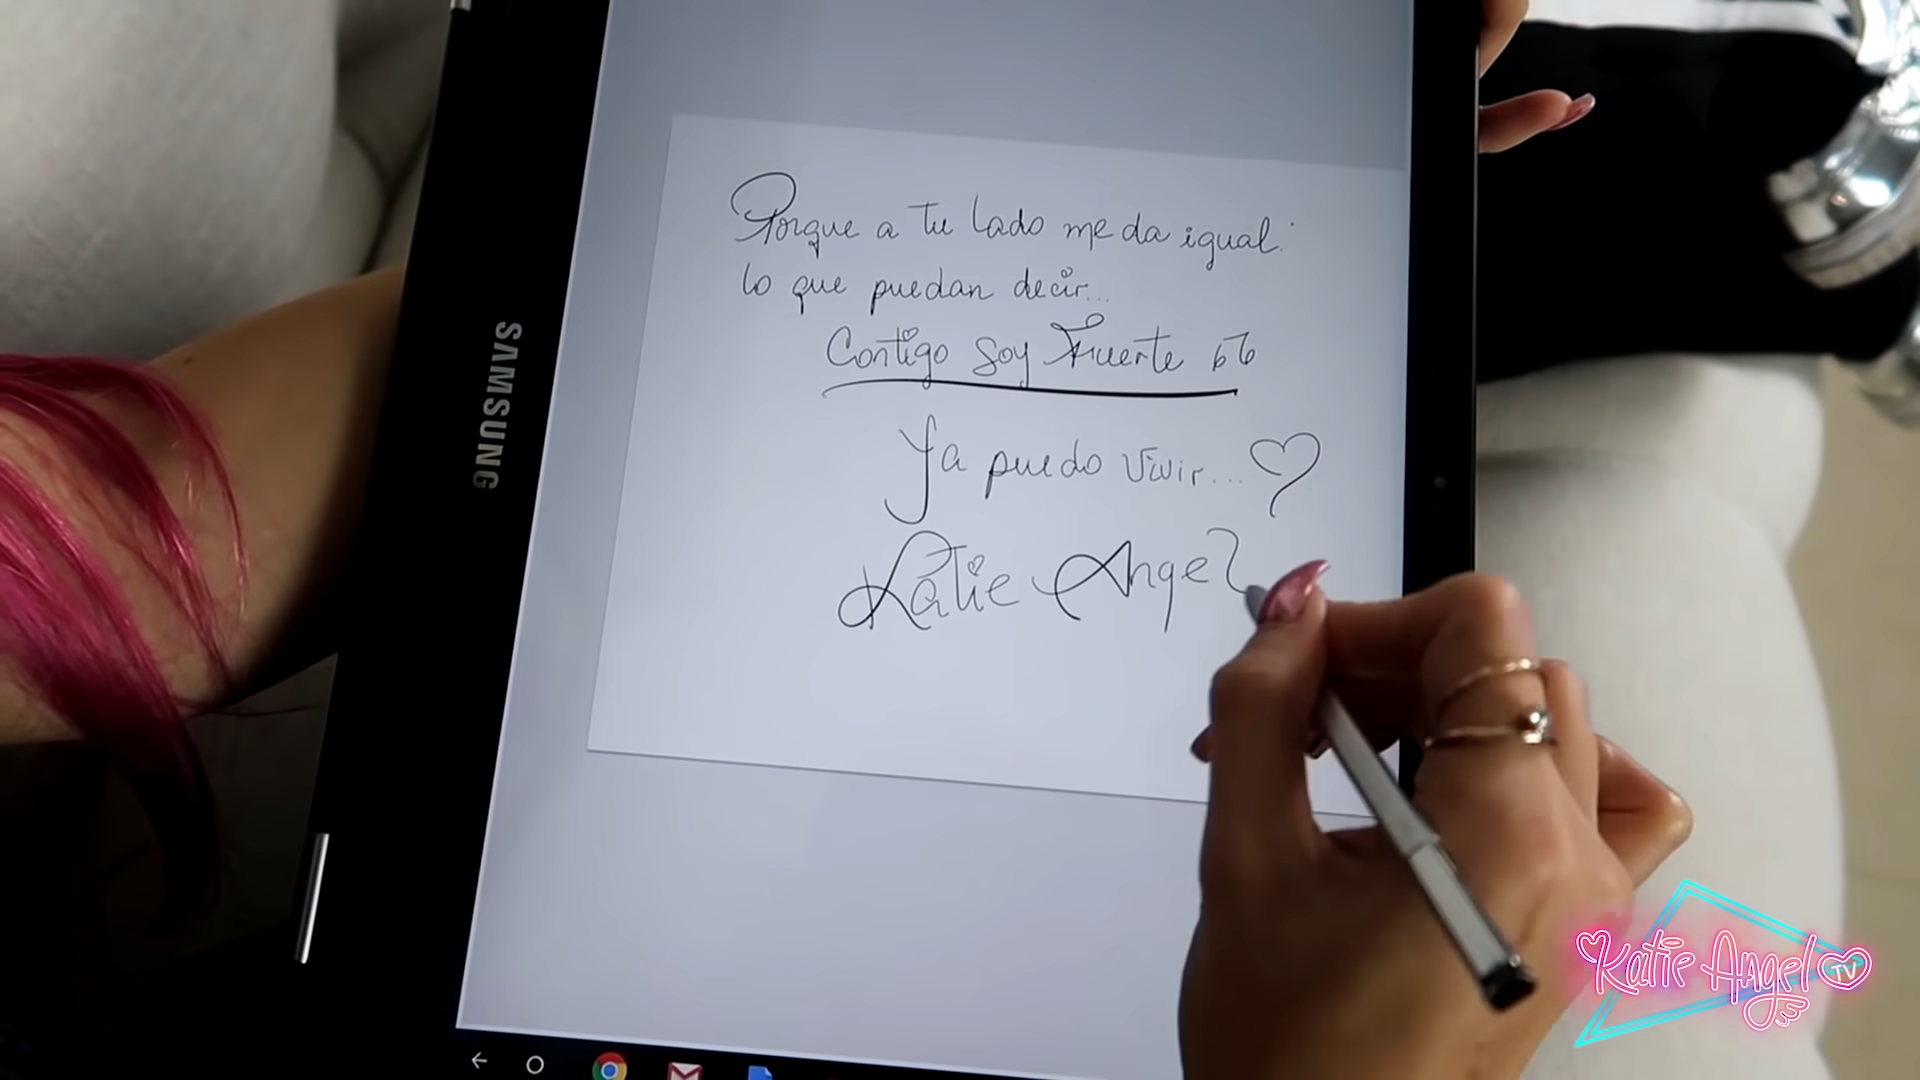 Porque a tu lado me da igual
lo que puedan decir...
Contigo soy Fuerte
Ya puedo vivir...
Katie Angel
SAMSUNG
Katie Angel TV